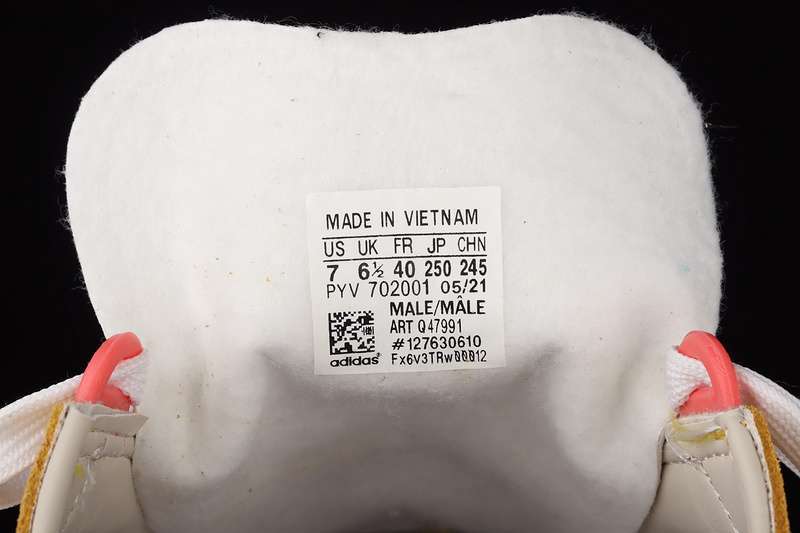 MADE IN VIETNAM
US UK FR JP CHN
7 6½ 40 250 245
PYV 702001 05/21
MALE/MÂLE
ART Q47991
#127630610
adidas® Fx6v3TRw00012